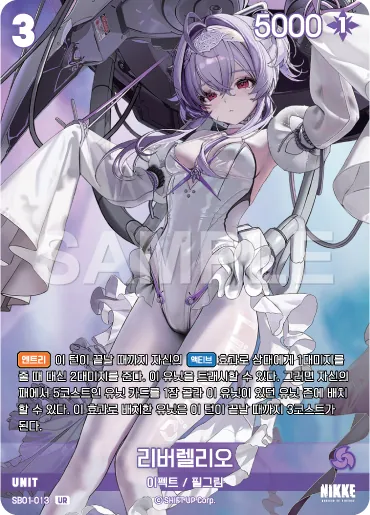 3
5000 1
SAMPLE
엔트리 이 턴이 끝날 때까지 자신의 액티브 효과로 상대에게 1대미지를
줄 때 대신 2대미지를 준다. 이 유닛을 트래시할 수 있다. 그러면 자신의
패에서 5코스트인 유닛 카드를 1장 골라 이 유닛이 있던 유닛 존에 배치
할 수 있다. 이 효과로 배치한 유닛은 이 턴이 끝날 때까지 3코스트가
된다.
리버렐리오
UNIT
이펙트 / 필그림
SB01-013 UR
© SHIFT UP Corp.
NIKKE